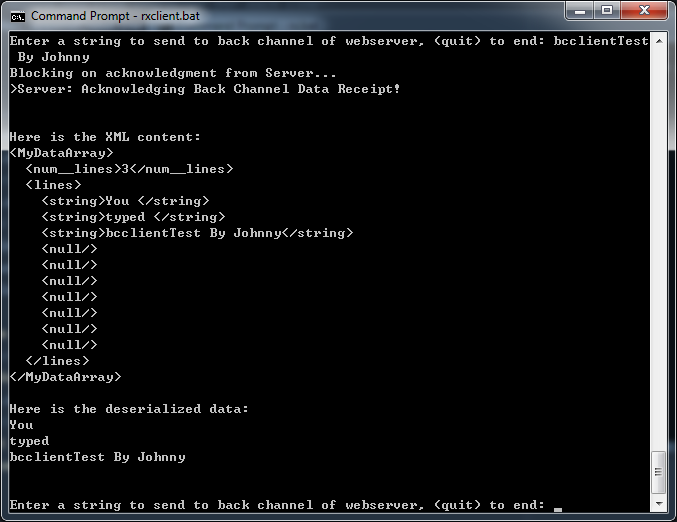 Command Prompt - rxclient.bat
Enter a string to send to back channel of webserver, (quit) to end: bcclientTest
 By Johnny
Blocking on acknowledgment from Server...
>Server: Acknowledging Back Channel Data Receipt!
Here is the XML content:
<MyDataArray>
  <num__lines>3</num__lines>
  <lines>
    <string>You </string>
    <string>typed </string>
    <string>bcclientTest By Johnny</string>
    <null/>
    <null/>
    <null/>
    <null/>
    <null/>
    <null/>
    <null/>
  </lines>
</MyDataArray>
Here is the deserialized data:
You
typed
bcclientTest By Johnny
Enter a string to send to back channel of webserver, (quit) to end: _